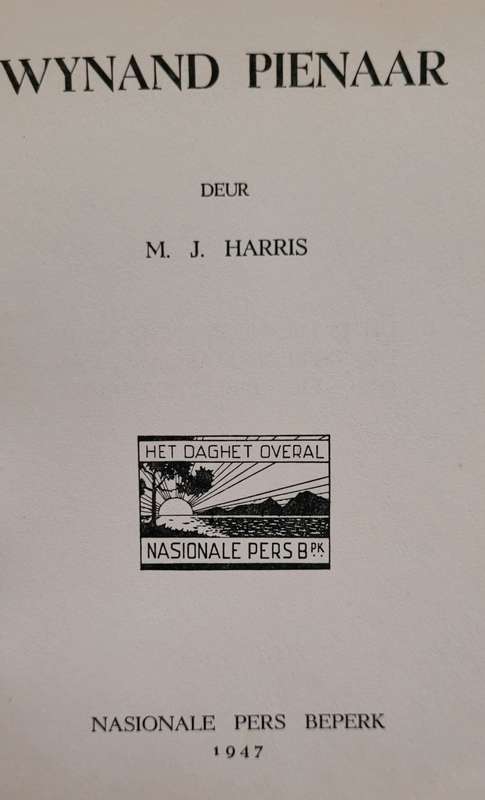 WYNAND PIENAAR
DEUR
M. J. HARRIS
HET DAGHET OVERAL
NASIONALE PERS BPK
NASIONALE PERS BEPERK
1947